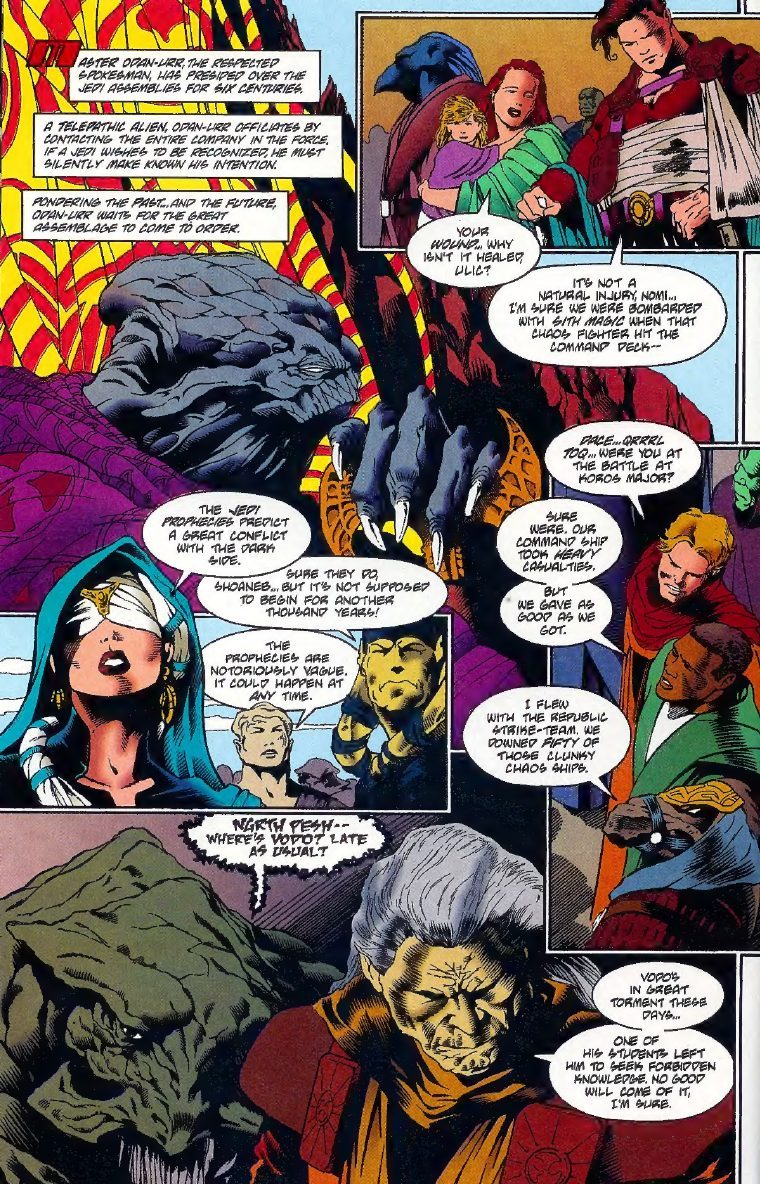 MASTER ODAN-URR, THE RESPECTED
SPOKESMAN, HAS PRESIDED OVER THE
JEDI ASSEMBLIES FOR SIX CENTURIES.
A TELEPATHIC ALIEN, ODAN-URR OFFICIATES BY
CONTACTING THE ENTIRE COMPANY IN THE FORCE.
IF A JEDI WISHES TO BE RECOGNIZED, HE MUST
SILENTLY MAKE KNOWN HIS INTENTION.
PONDERING THE PAST...AND THE FUTURE,
ODAN-URR WAITS FOR THE GREAT
ASSEMBLAGE TO COME TO ORDER.
YOUR
WOUND... WHY
ISN'T IT HEALED,
ULIC?
IT'S NOT A
NATURAL INJURY, NOMI...
I'M SURE WE WERE BOMBARDED
WITH SITH MAGIC WHEN THAT
CHAOS FIGHTER HIT THE
COMMAND DECK--
DACE...QRRRL
TOQ...WERE YOU AT
THE BATTLE AT
KOROS MAJOR?
SURE
WERE. OUR
COMMAND SHIP
TOOK HEAVY
CASUALTIES.
BUT
WE GAVE AS
GOOD AS WE
GOT.
I FLEW
WITH THE REPUBLIC
STRIKE-TEAM. WE
DOWNED FIFTY OF
THOSE CLUNKY
CHAOS SHIPS.
THE JEDI
PROPHECIES PREDICT
A GREAT CONFLICT
WITH THE DARK
SIDE.
SURE THEY DO,
SHOANEB...BUT IT'S NOT SUPPOSED
TO BEGIN FOR ANOTHER
THOUSAND YEARS!
THE
PROPHECIES ARE
NOTORIOUSLY VAGUE.
IT COULD HAPPEN AT
ANY TIME.
NGRTH PESH--
WHERE'S VODO? LATE
AS USUAL?
VODO'S
IN GREAT
TORMENT THESE
DAYS...
ONE OF
HIS STUDENTS LEFT
HIM TO SEEK FORBIDDEN
KNOWLEDGE. NO GOOD
WILL COME OF IT,
I'M SURE.